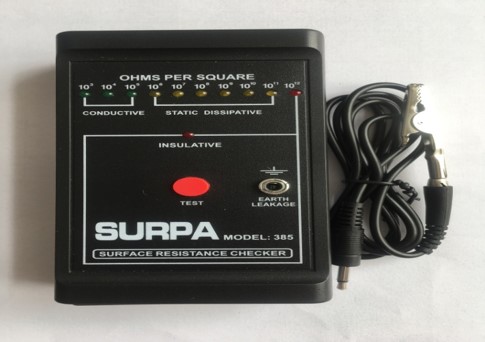 OHMS PER SQUARE
10³ 10⁴ 10⁵ 10⁶ 10⁷ 10⁸ 10⁹ 10¹⁰ 10¹¹ 10¹²
CONDUCTIVE STATIC DISSIPATIVE
INSULATIVE
TEST
EARTH
LEAKAGE
SURPA MODEL: 385
SURFACE RESISTANCE CHECKER